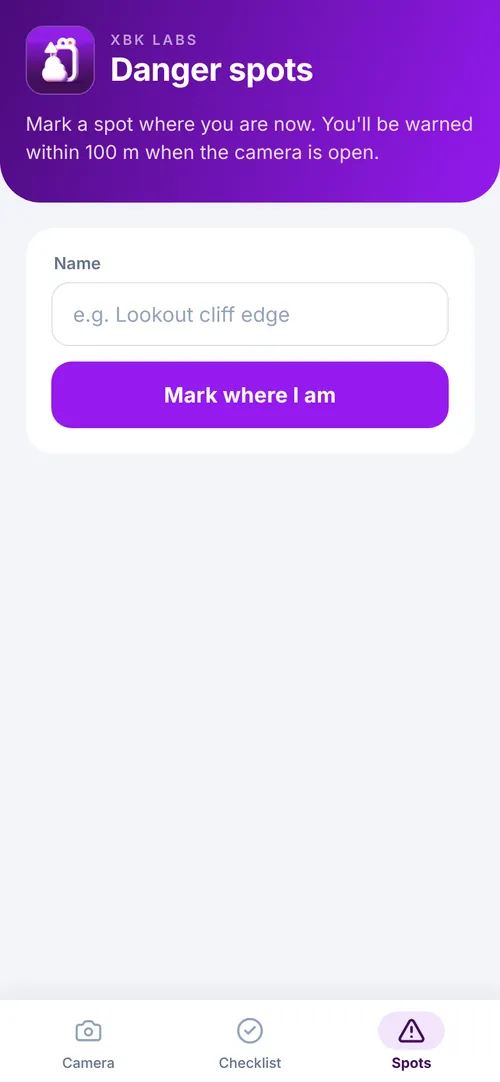 XBK LABS
Danger spots
Mark a spot where you are now. You'll be warned
within 100 m when the camera is open.
Name
e.g. Lookout cliff edge
Mark where I am
Camera
Checklist
Spots